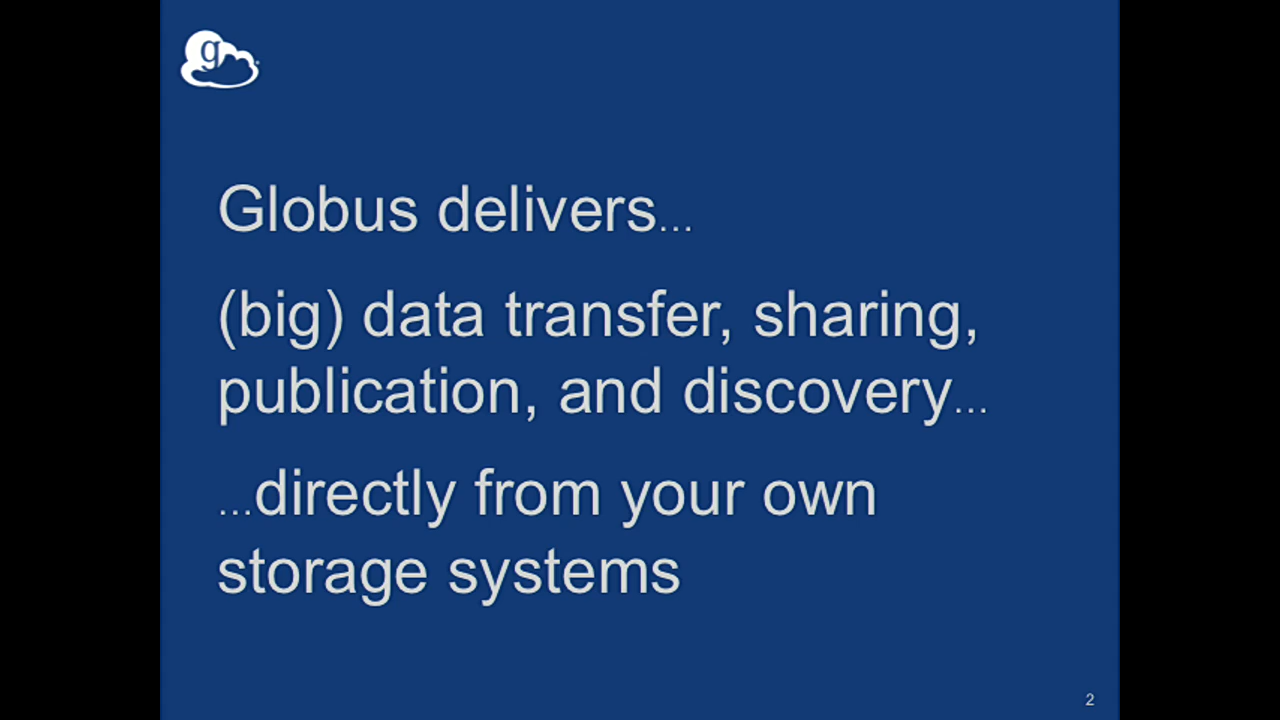 g
Globus delivers...
(big) data transfer, sharing,
publication, and discovery...
...directly from your own
storage systems
2